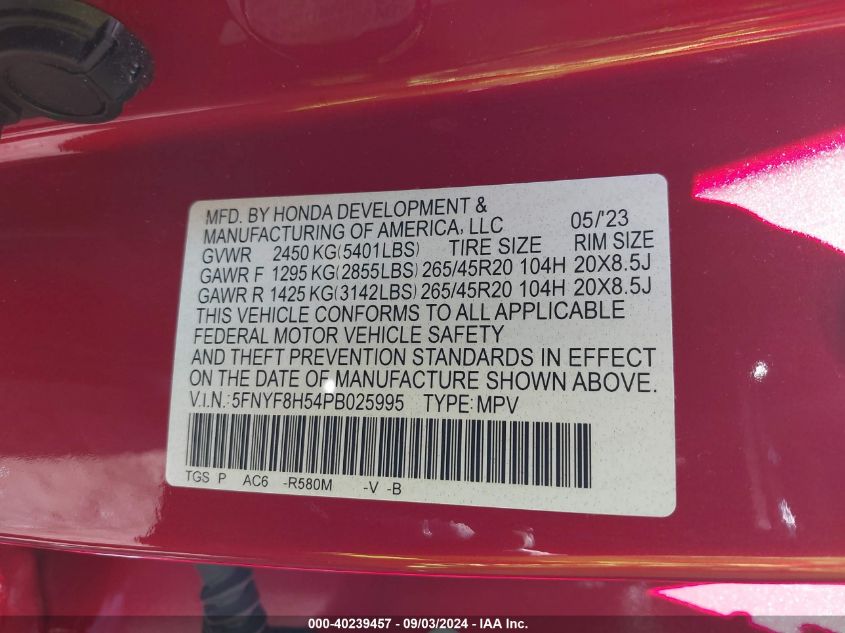 MFD. BY HONDA DEVELOPMENT &
MANUFACTURING OF AMERICA, LLC 05/'23
GVWR 2450 KG(5401LBS) TIRE SIZE RIM SIZE
GAWR F 1295 KG(2855LBS) 265/45R20 104H 20X8.5J
GAWR R 1425 KG(3142LBS) 265/45R20 104H 20X8.5J
THIS VEHICLE CONFORMS TO ALL APPLICABLE
FEDERAL MOTOR VEHICLE SAFETY
AND THEFT PREVENTION STANDARDS IN EFFECT
ON THE DATE OF MANUFACTURE SHOWN ABOVE.
V.I.N.:5FNYF8H54PB025995 TYPE:MPV
TGS P AC6 -R580M -V -B
000-40239457 - 09/03/2024 - IAA Inc.